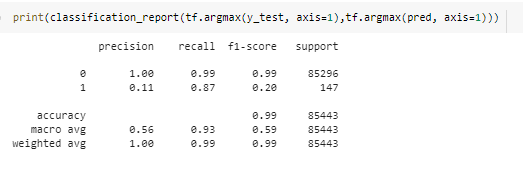 print(classification_report(tf.argmax(y_test, axis=1),tf.argmax(pred, axis=1)))
precision recall f1-score support
0 1.00 0.99 0.99 85296
1 0.11 0.87 0.20 147
accuracy 0.99 85443
macro avg 0.56 0.93 0.59 85443
weighted avg 1.00 0.99 0.99 85443